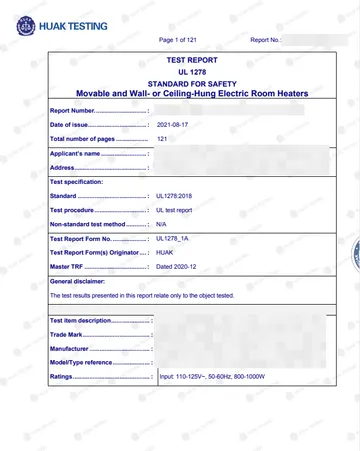 HUAK TESTING
Page 1 of 121 Report No.:
TEST REPORT
UL 1278
STANDARD FOR SAFETY
Movable and Wall- or Ceiling-Hung Electric Room Heaters
Report Number............................... :
Date of issue................................... : 2021-08-17
Total number of pages ................... 121
Applicant's name ........................... :
Address........................................... :
Test specification:
Standard ......................................... : UL1278:2018
Test procedure............................... : UL test report
Non-standard test method............ : N/A
Test Report Form No. .................... : UL1278_1A
Test Report Form(s) Originator .... : HUAK
Master TRF ..................................... : Dated 2020-12
General disclaimer:
The test results presented in this report relate only to the object tested.
Test item description....................... :
Trade Mark........................................ :
Manufacturer .................................... :
Model/Type reference...................... :
Ratings.............................................. : Input: 110-125V~, 50-60Hz, 800-1000W